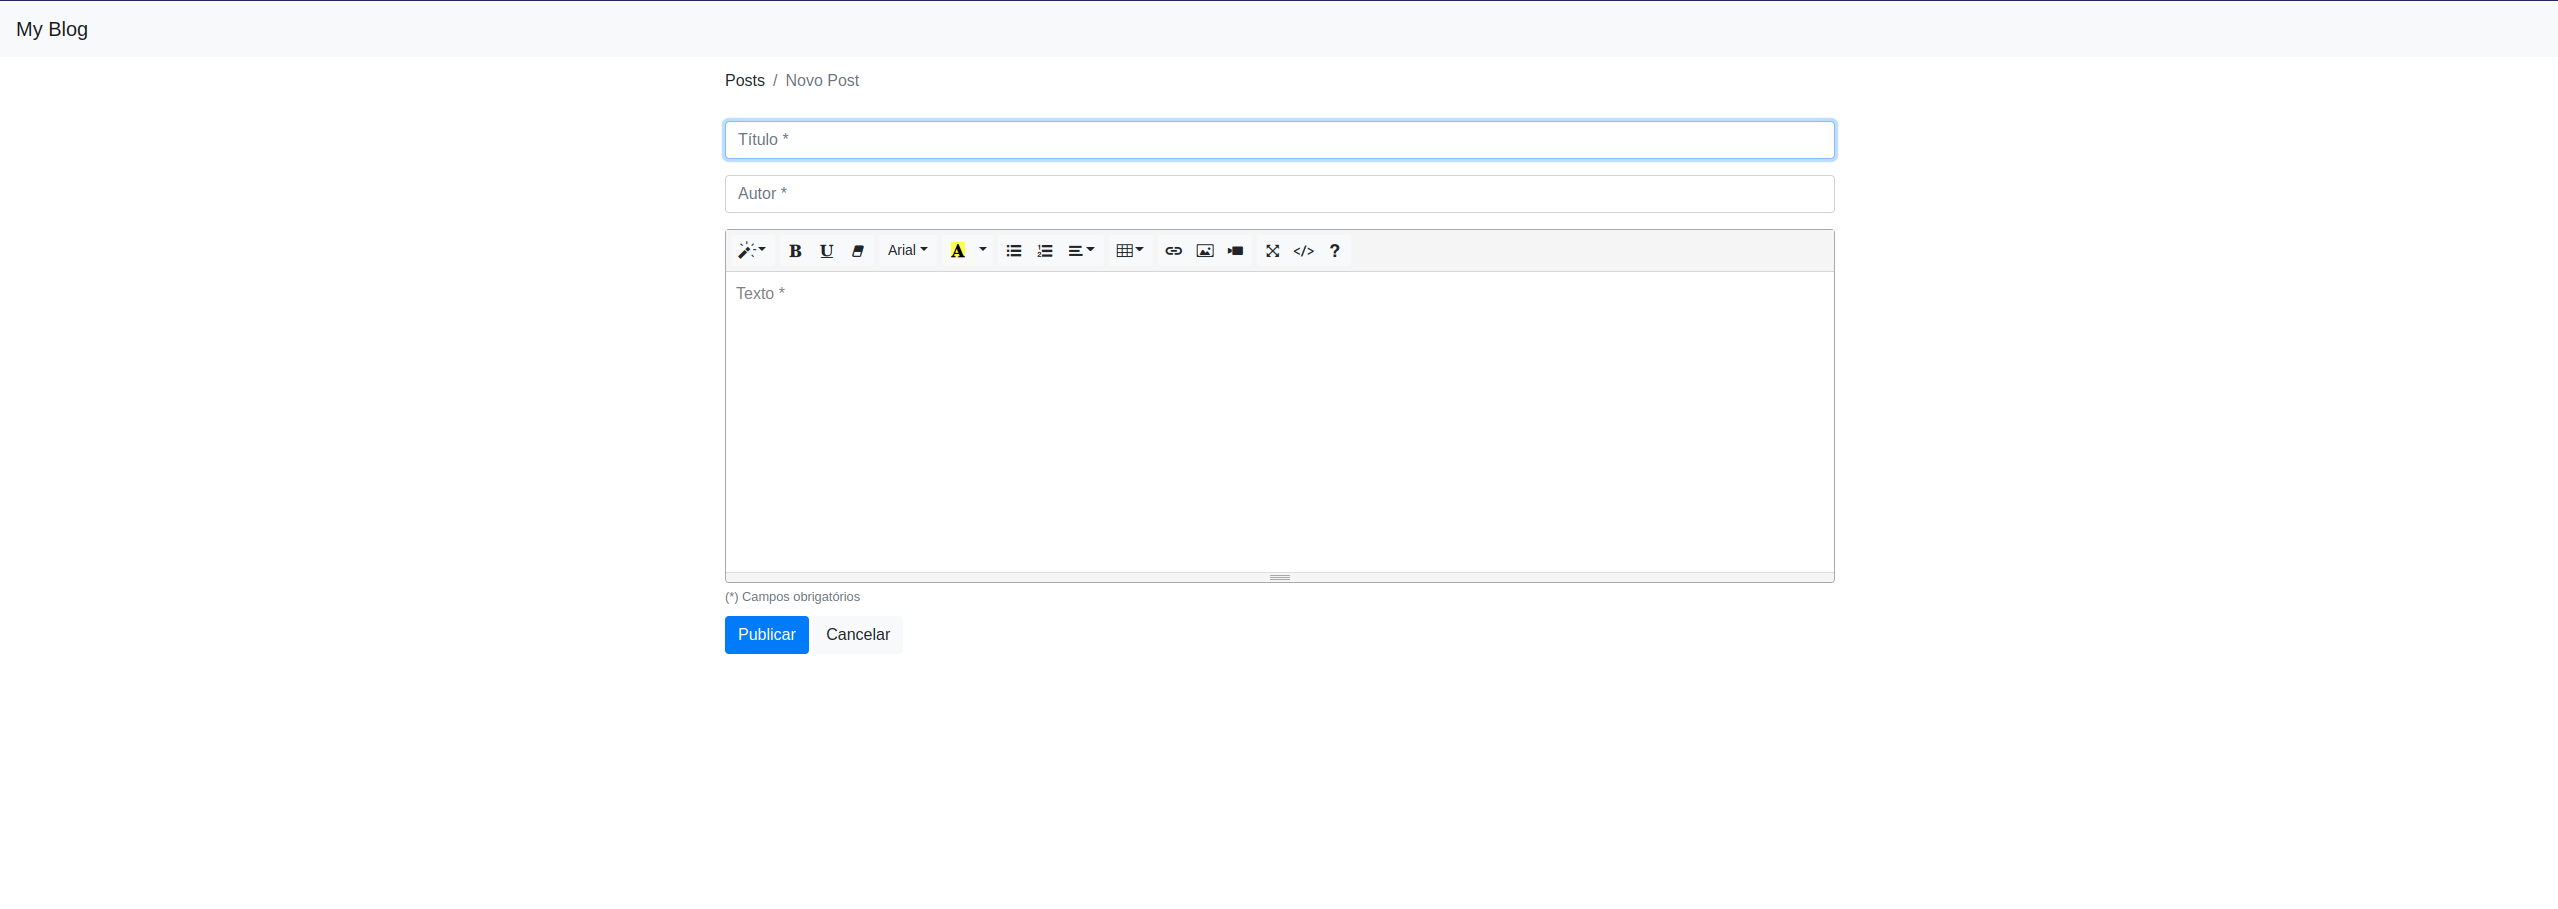 My Blog
Posts / Novo Post
Título *
Autor *
B U Arial A </> ?
Texto *
(*) Campos obrigatórios
Publicar Cancelar